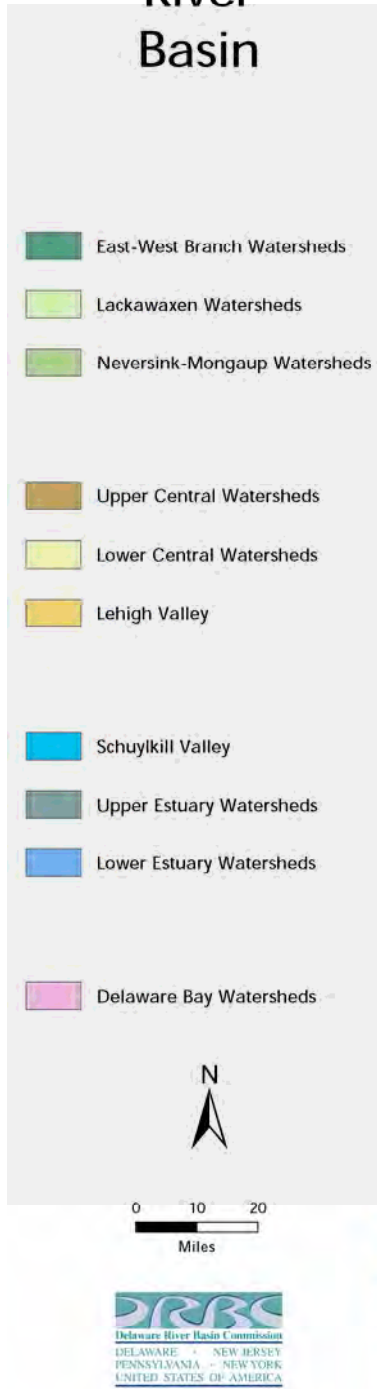 River
Basin
East-West Branch Watersheds
Lackawaxen Watersheds
Neversink-Mongaup Watersheds
Upper Central Watersheds
Lower Central Watersheds
Lehigh Valley
Schuylkill Valley
Upper Estuary Watersheds
Lower Estuary Watersheds
Delaware Bay Watersheds
N
0 10 20
Miles
DRBC
Delaware River Basin Commission
DELAWARE • NEW JERSEY
PENNSYLVANIA • NEW YORK
UNITED STATES OF AMERICA